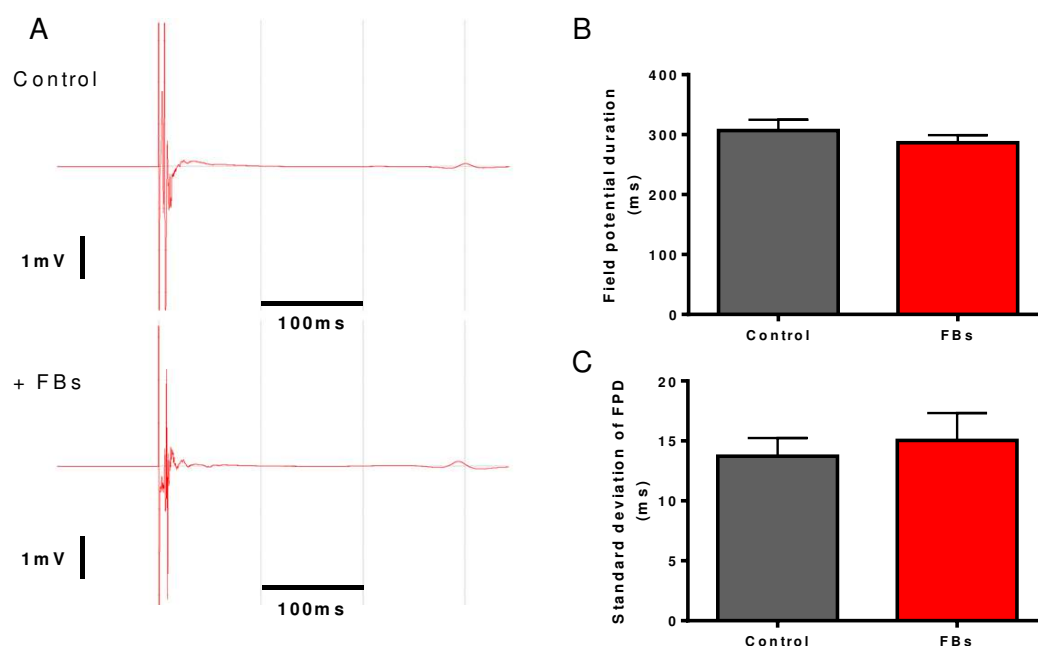 A
Control
1mV
100ms
+ FBs
1mV
100ms
B
Field potential duration
(ms)
400
300
200
100
0
Control
FBs
C
Standard deviation of FPD
(ms)
20
15
10
5
0
Control
FBs